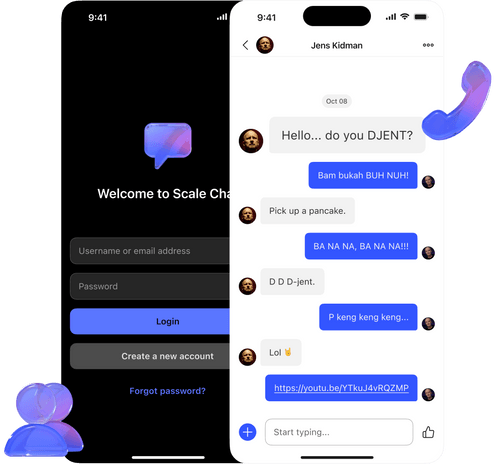 9:41
Welcome to Scale Cha
Username or email address
Password
Login
Create a new account
Forgot password?
9:41
Jens Kidman
Oct 08
Hello... do you DJENT?
Bam bukah BUH NUH!
Pick up a pancake.
BA NA NA, BA NA NA!!!
D D D-jent.
P keng keng keng...
Lol 🤘
https://youtu.be/YTkuJ4vRQZMP
Start typing...